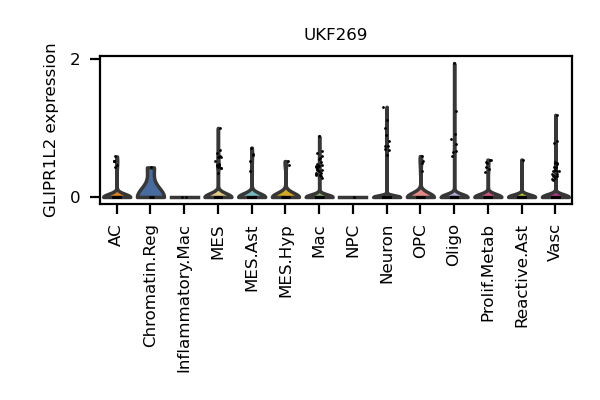 UKF269
GLIPR1L2 expression
2
0
AC
Chromatin.Reg
Inflammatory.Mac
MES
MES.Ast
MES.Hyp
Mac
NPC
Neuron
OPC
Oligo
Prolif.Metab
Reactive.Ast
Vasc